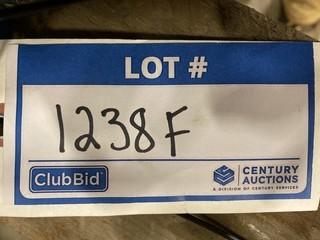 LOT #
1238F
ClubBid®
CENTURY
AUCTIONS
A DIVISION OF CENTURY SERVICES